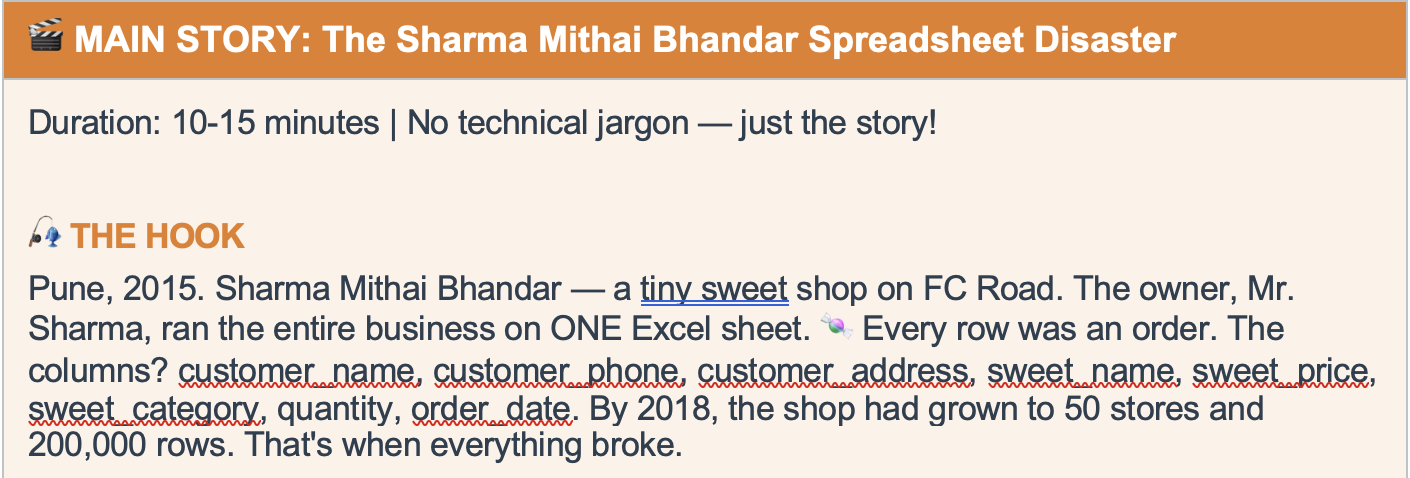 🎬 MAIN STORY: The Sharma Mithai Bhandar Spreadsheet Disaster
Duration: 10-15 minutes | No technical jargon — just the story!
🎣 THE HOOK
Pune, 2015. Sharma Mithai Bhandar — a tiny sweet shop on FC Road. The owner, Mr.
Sharma, ran the entire business on ONE Excel sheet. 🍬 Every row was an order. The
columns? customer_name, customer_phone, customer_address, sweet_name, sweet_price,
sweet_category, quantity, order_date. By 2018, the shop had grown to 50 stores and
200,000 rows. That's when everything broke.